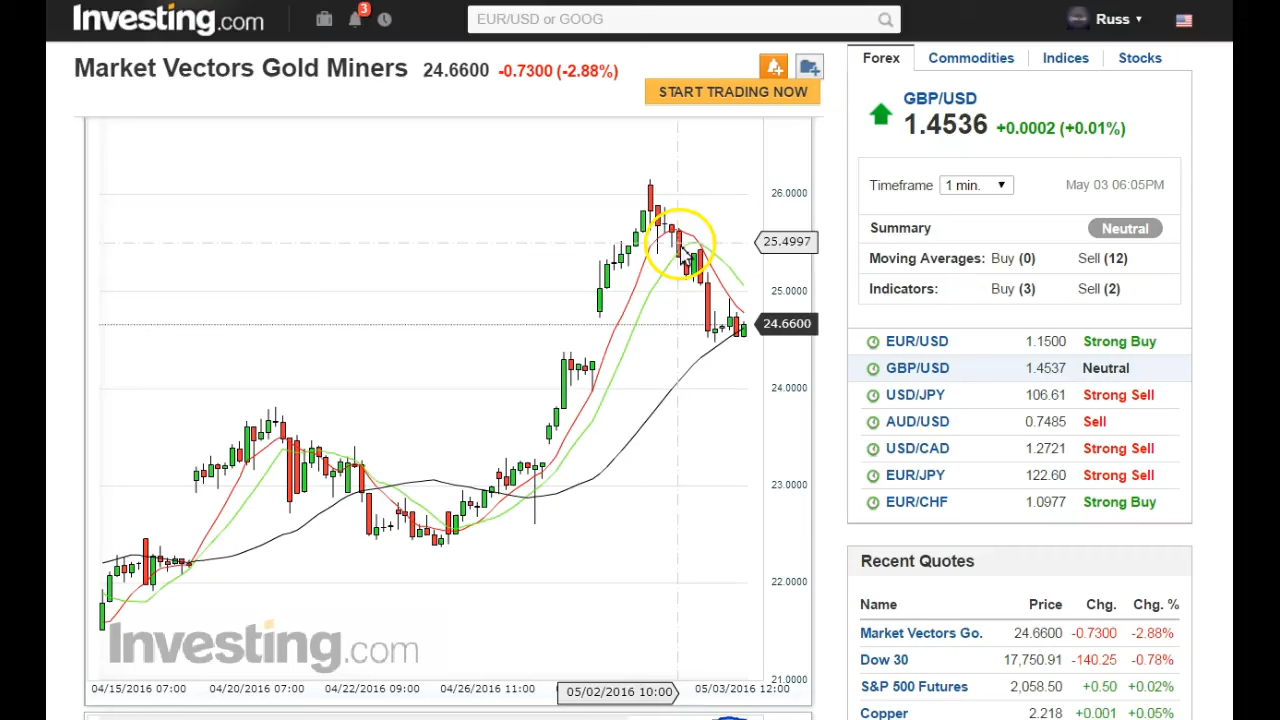 Investing.com
3
EUR/USD or GOOG
Russ ▼
Market Vectors Gold Miners 24.6600 -0.7300 (-2.88%)
START TRADING NOW
26.0000
25.4997
25.0000
24.6600
24.0000
23.0000
22.0000
21.0000
Investing.com
04/15/2016 07:00 04/20/2016 07:00 04/22/2016 09:00 04/26/2016 11:00 05/02/2016 10:00 05/03/2016 12:00
Forex Commodities Indices Stocks
GBP/USD
1.4536 +0.0002 (+0.01%)
Timeframe 1 min. ▼ May 03 06:05PM
Summary Neutral
Moving Averages: Buy (0) Sell (12)
Indicators: Buy (3) Sell (2)
EUR/USD 1.1500 Strong Buy
GBP/USD 1.4537 Neutral
USD/JPY 106.61 Strong Sell
AUD/USD 0.7485 Sell
USD/CAD 1.2721 Strong Sell
EUR/JPY 122.60 Strong Sell
EUR/CHF 1.0977 Strong Buy
Recent Quotes
Name Price Chg. Chg. %
Market Vectors Go. 24.6600 -0.7300 -2.88%
Dow 30 17,750.91 -140.25 -0.78%
S&P 500 Futures 2,058.50 +0.50 +0.02%
Copper 2.218 +0.001 +0.05%